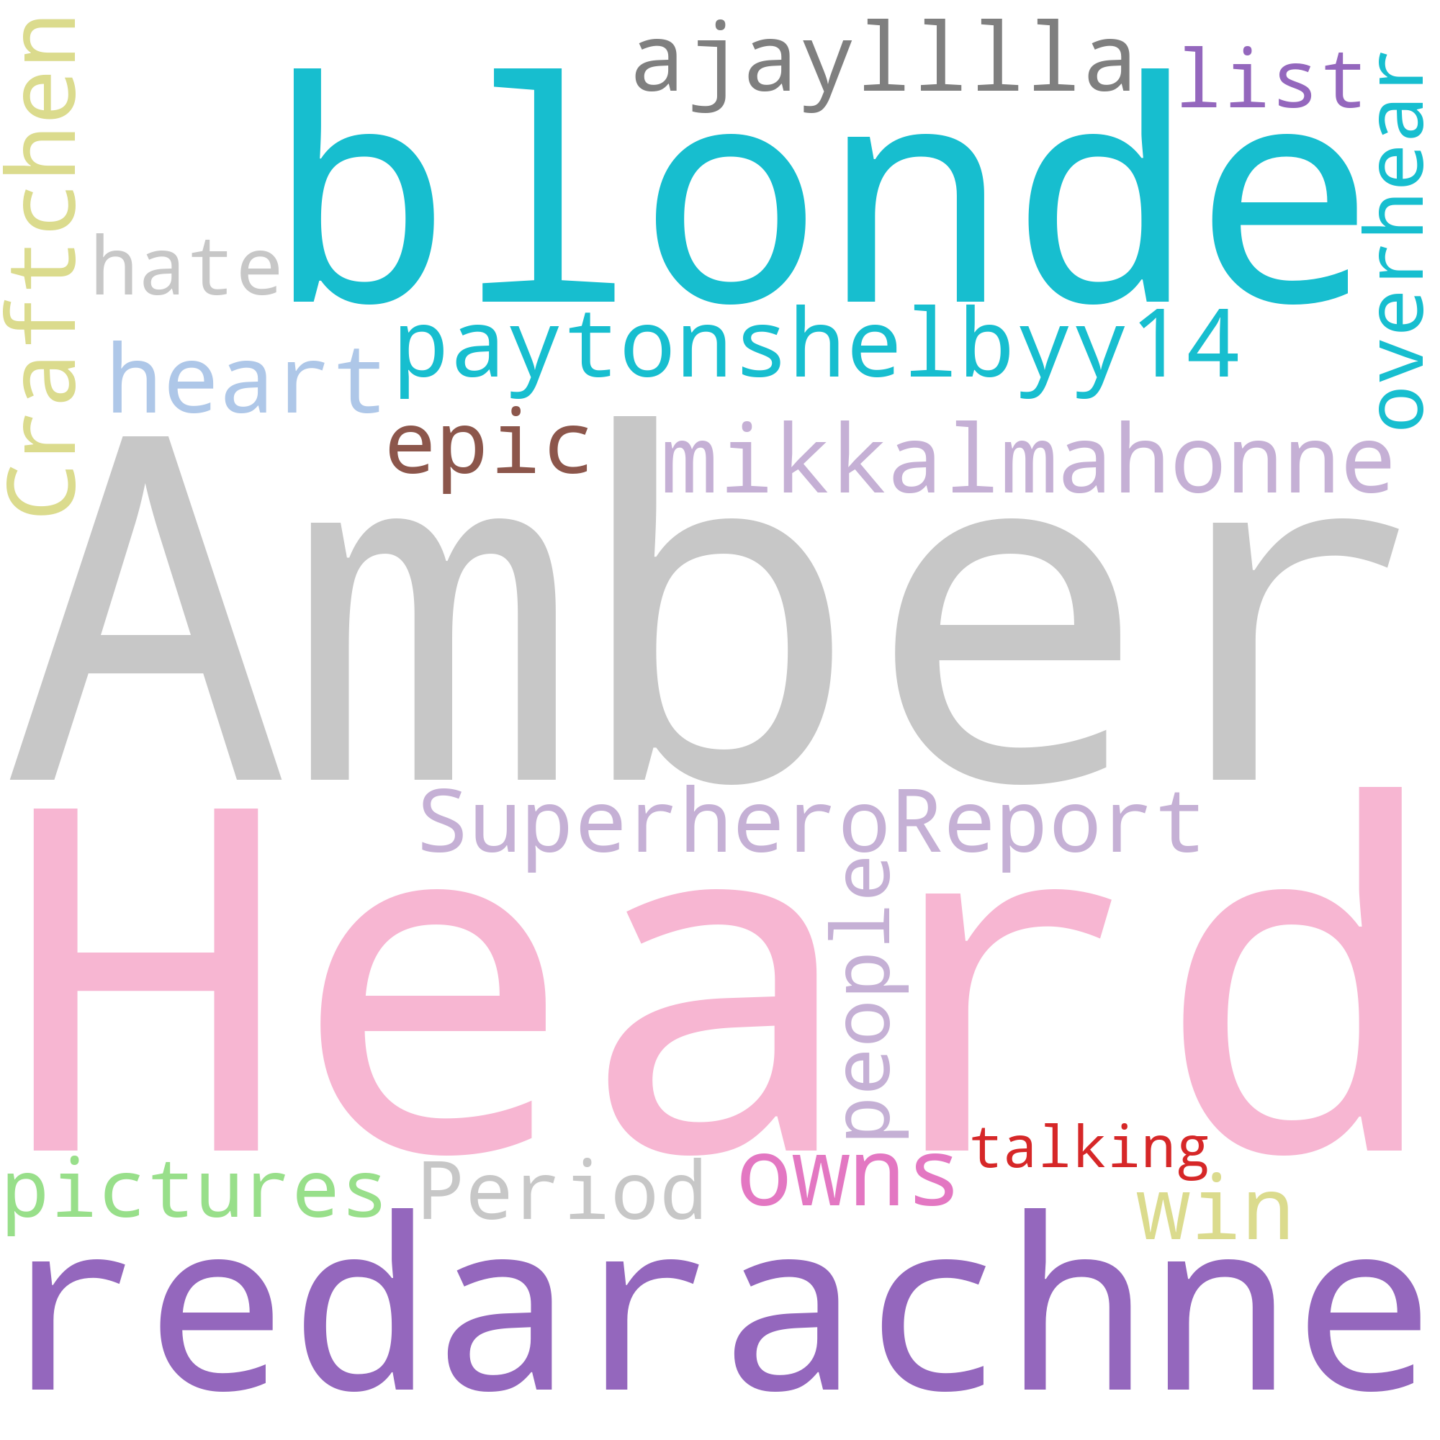 ajayllllla
list
blonde
Craftchen
overhear
hate
paytonshelbyy14
heart
epic
mikkalmahonne
Amber
SuperheroReport
Heard
people
talking
pictures
Period
owns
win
redarachne